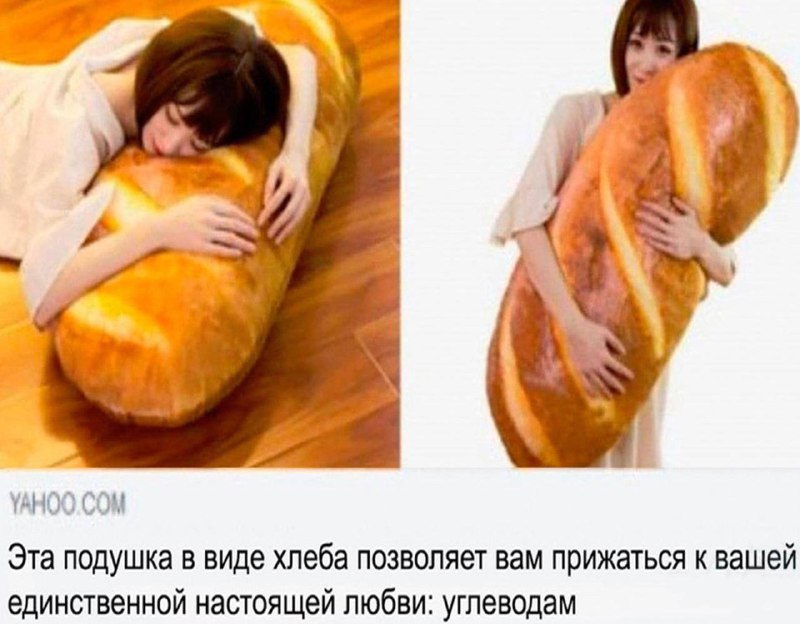 YAHOO.COM
Эта подушка в виде хлеба позволяет вам прижаться к вашей
единственной настоящей любви: углеводам